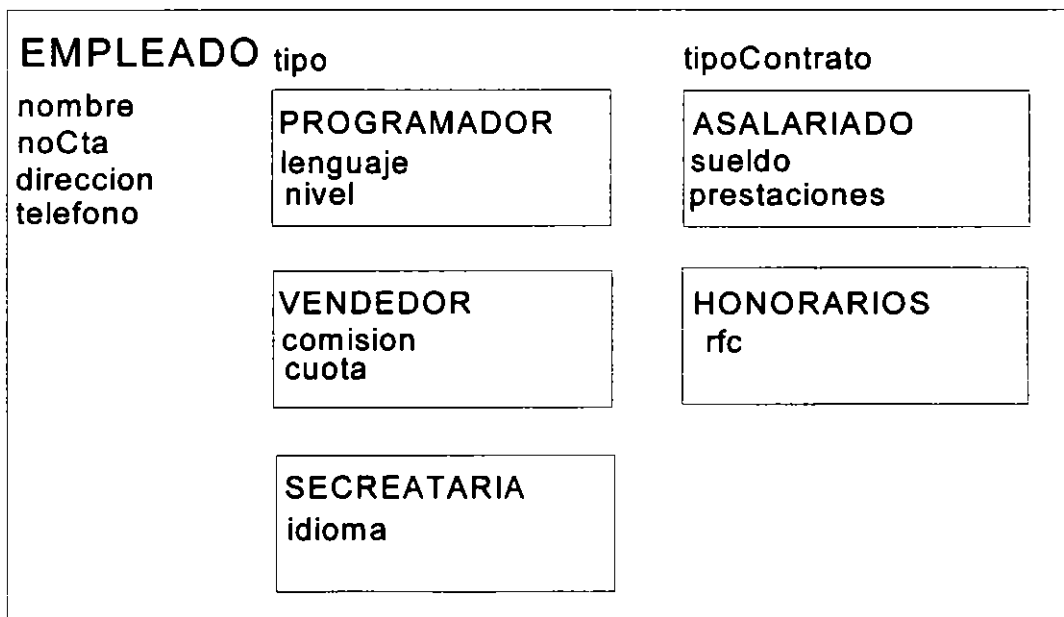 EMPLEADO tipo tipoContrato
nombre
noCta
direccion
telefono
PROGRAMADOR
lenguaje
nivel
ASALARIADO
sueldo
prestaciones
VENDEDOR
comision
cuota
HONORARIOS
rfc
SECREATARIA
idioma